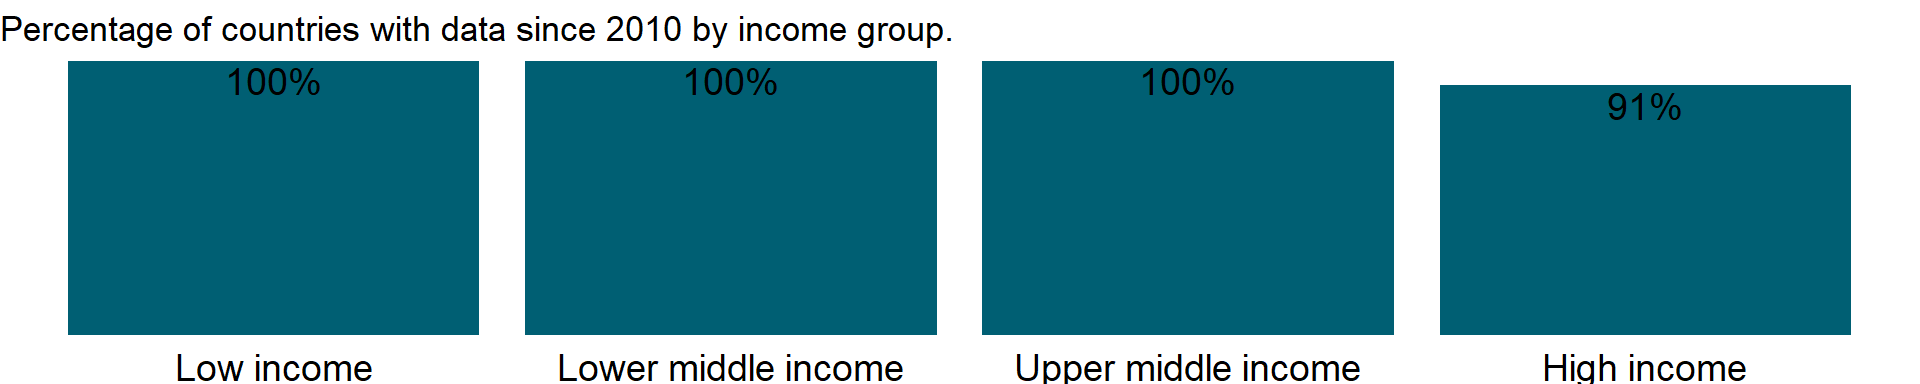 Percentage of countries with data since 2010 by income group.
100% 100% 100% 91%
Low income Lower middle income Upper middle income High income